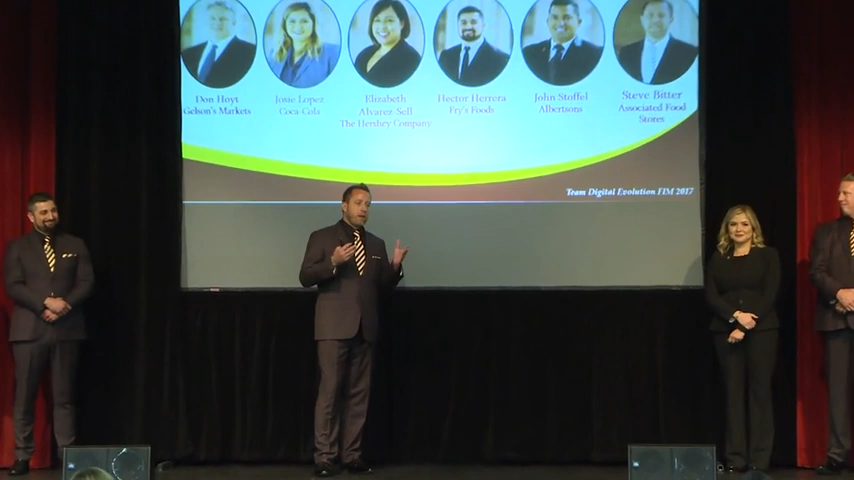 Don Hoyt
Gelson's Markets
Josie Lopez
Coca-Cola
Elizabeth
Alvarez-Sell
The Hershey Company
Hector Herrera
Fry's Foods
John Stoffel
Albertsons
Steve Bitter
Associated Food
Stores
Team Digital Evolution FIM 2017